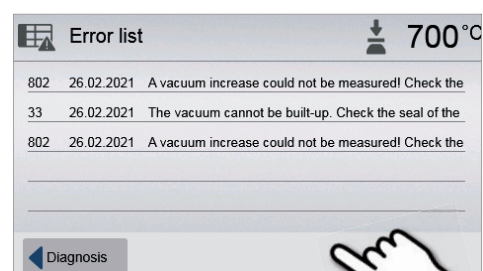 Error list 700°C
802 26.02.2021 A vacuum increase could not be measured! Check the
33 26.02.2021 The vacuum cannot be built-up. Check the seal of the
802 26.02.2021 A vacuum increase could not be measured! Check the
Diagnosis